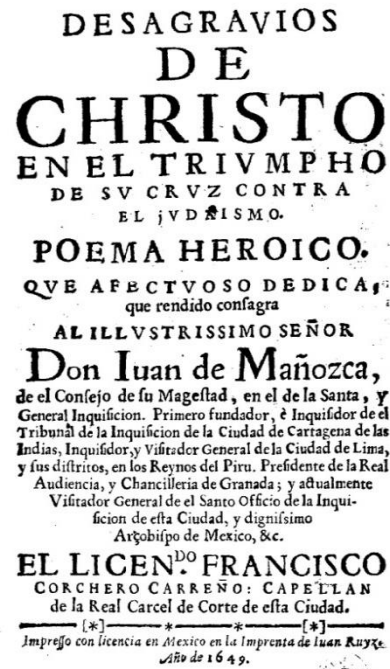 DESAGRAVIOS
DE
CHRISTO
EN EL TRIVMPHO
DE SV CRVZ CONTRA
EL jVDAISMO.
POEMA HEROICO.
QVE AFECTVOSO DEDICA,
que rendido conſagra
AL ILLVSTRISSIMO SEÑOR
Don Iuan de Mañozca,
de el Conſejo de ſu Mageſtad, en el de la Santa, y
General Inquiſicion. Primero fundador, è Inquiſidor de el
Tribunal de la Inquiſicion de la Ciudad de Cartagena de las
Indias, Inquiſidor, y Viſitador General de la Ciudad de Lima,
y ſus diſtritos, en los Reynos del Piru. Preſidente de la Real
Audiencia, y Chancilleria de Granada; y actualmente
Viſitador General de el Santo Officio de la Inqui-
ſicion de eſta Ciudad, y digniſsimo
Arçobiſpo de Mexico, &c.
EL LICEN.DO FRANCISCO
CORCHERO CARREÑO: CAPELLAN
de la Real Carcel de Corte de eſta Ciudad.
[*] [*]
Impreſſo con licencia en Mexico en la Imprenta de Iuan Ruyz.
Año de 1649.